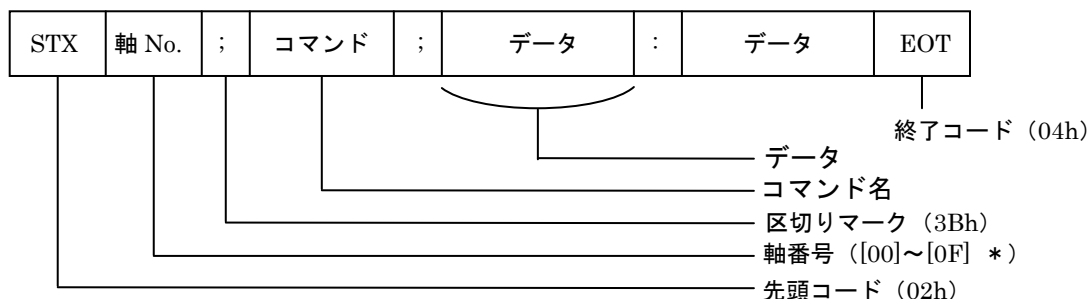 STX 軸 No. ; コマンド ; データ : データ EOT
終了コード（04h）
データ
コマンド名
区切りマーク（3Bh）
軸番号（[00]～[0F] ＊）
先頭コード（02h）